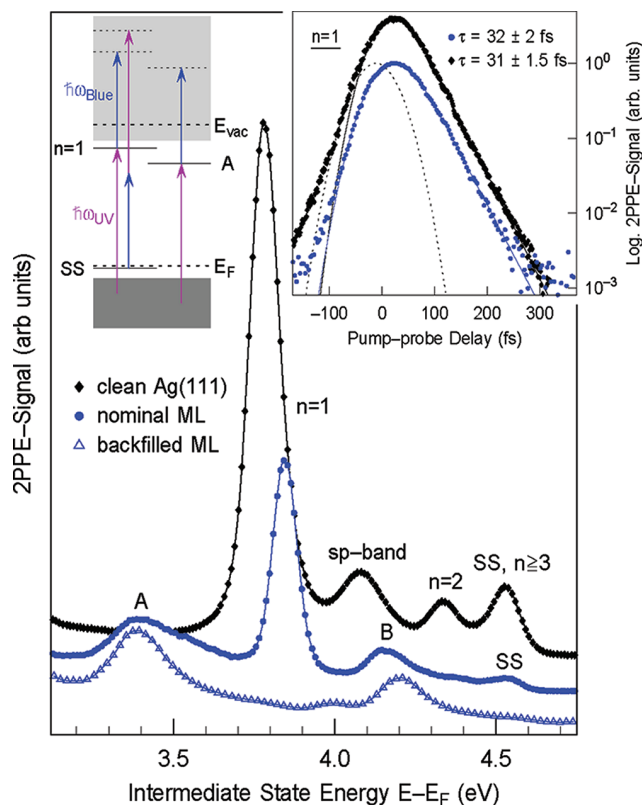 ħω_Blue
n=1
E_vac
A
ħω_UV
SS
E_F
n=1
τ = 32 ± 2 fs
τ = 31 ± 1.5 fs
10⁰
10⁻¹
10⁻²
10⁻³
Log. 2PPE–Signal (arb. units)
−100 0 100 200 300
Pump–probe Delay (fs)
2PPE–Signal (arb units)
clean Ag(111)
nominal ML
backfilled ML
n=1
sp–band
n=2
SS, n≧3
A
B
SS
3.5 4.0 4.5
Intermediate State Energy E–E_F (eV)